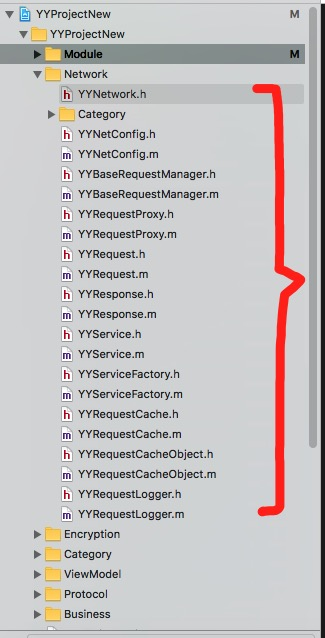 YYProjectNew M
YYProjectNew
Module M
Network
h YYNetwork.h
Category
h YYNetConfig.h
m YYNetConfig.m
h YYBaseRequestManager.h
m YYBaseRequestManager.m
h YYRequestProxy.h
m YYRequestProxy.m
h YYRequest.h
m YYRequest.m
h YYResponse.h
m YYResponse.m
h YYService.h
m YYService.m
h YYServiceFactory.h
m YYServiceFactory.m
h YYRequestCache.h
m YYRequestCache.m
h YYRequestCacheObject.h
m YYRequestCacheObject.m
h YYRequestLogger.h
m YYRequestLogger.m
Encryption
Category
ViewModel
Protocol
Business